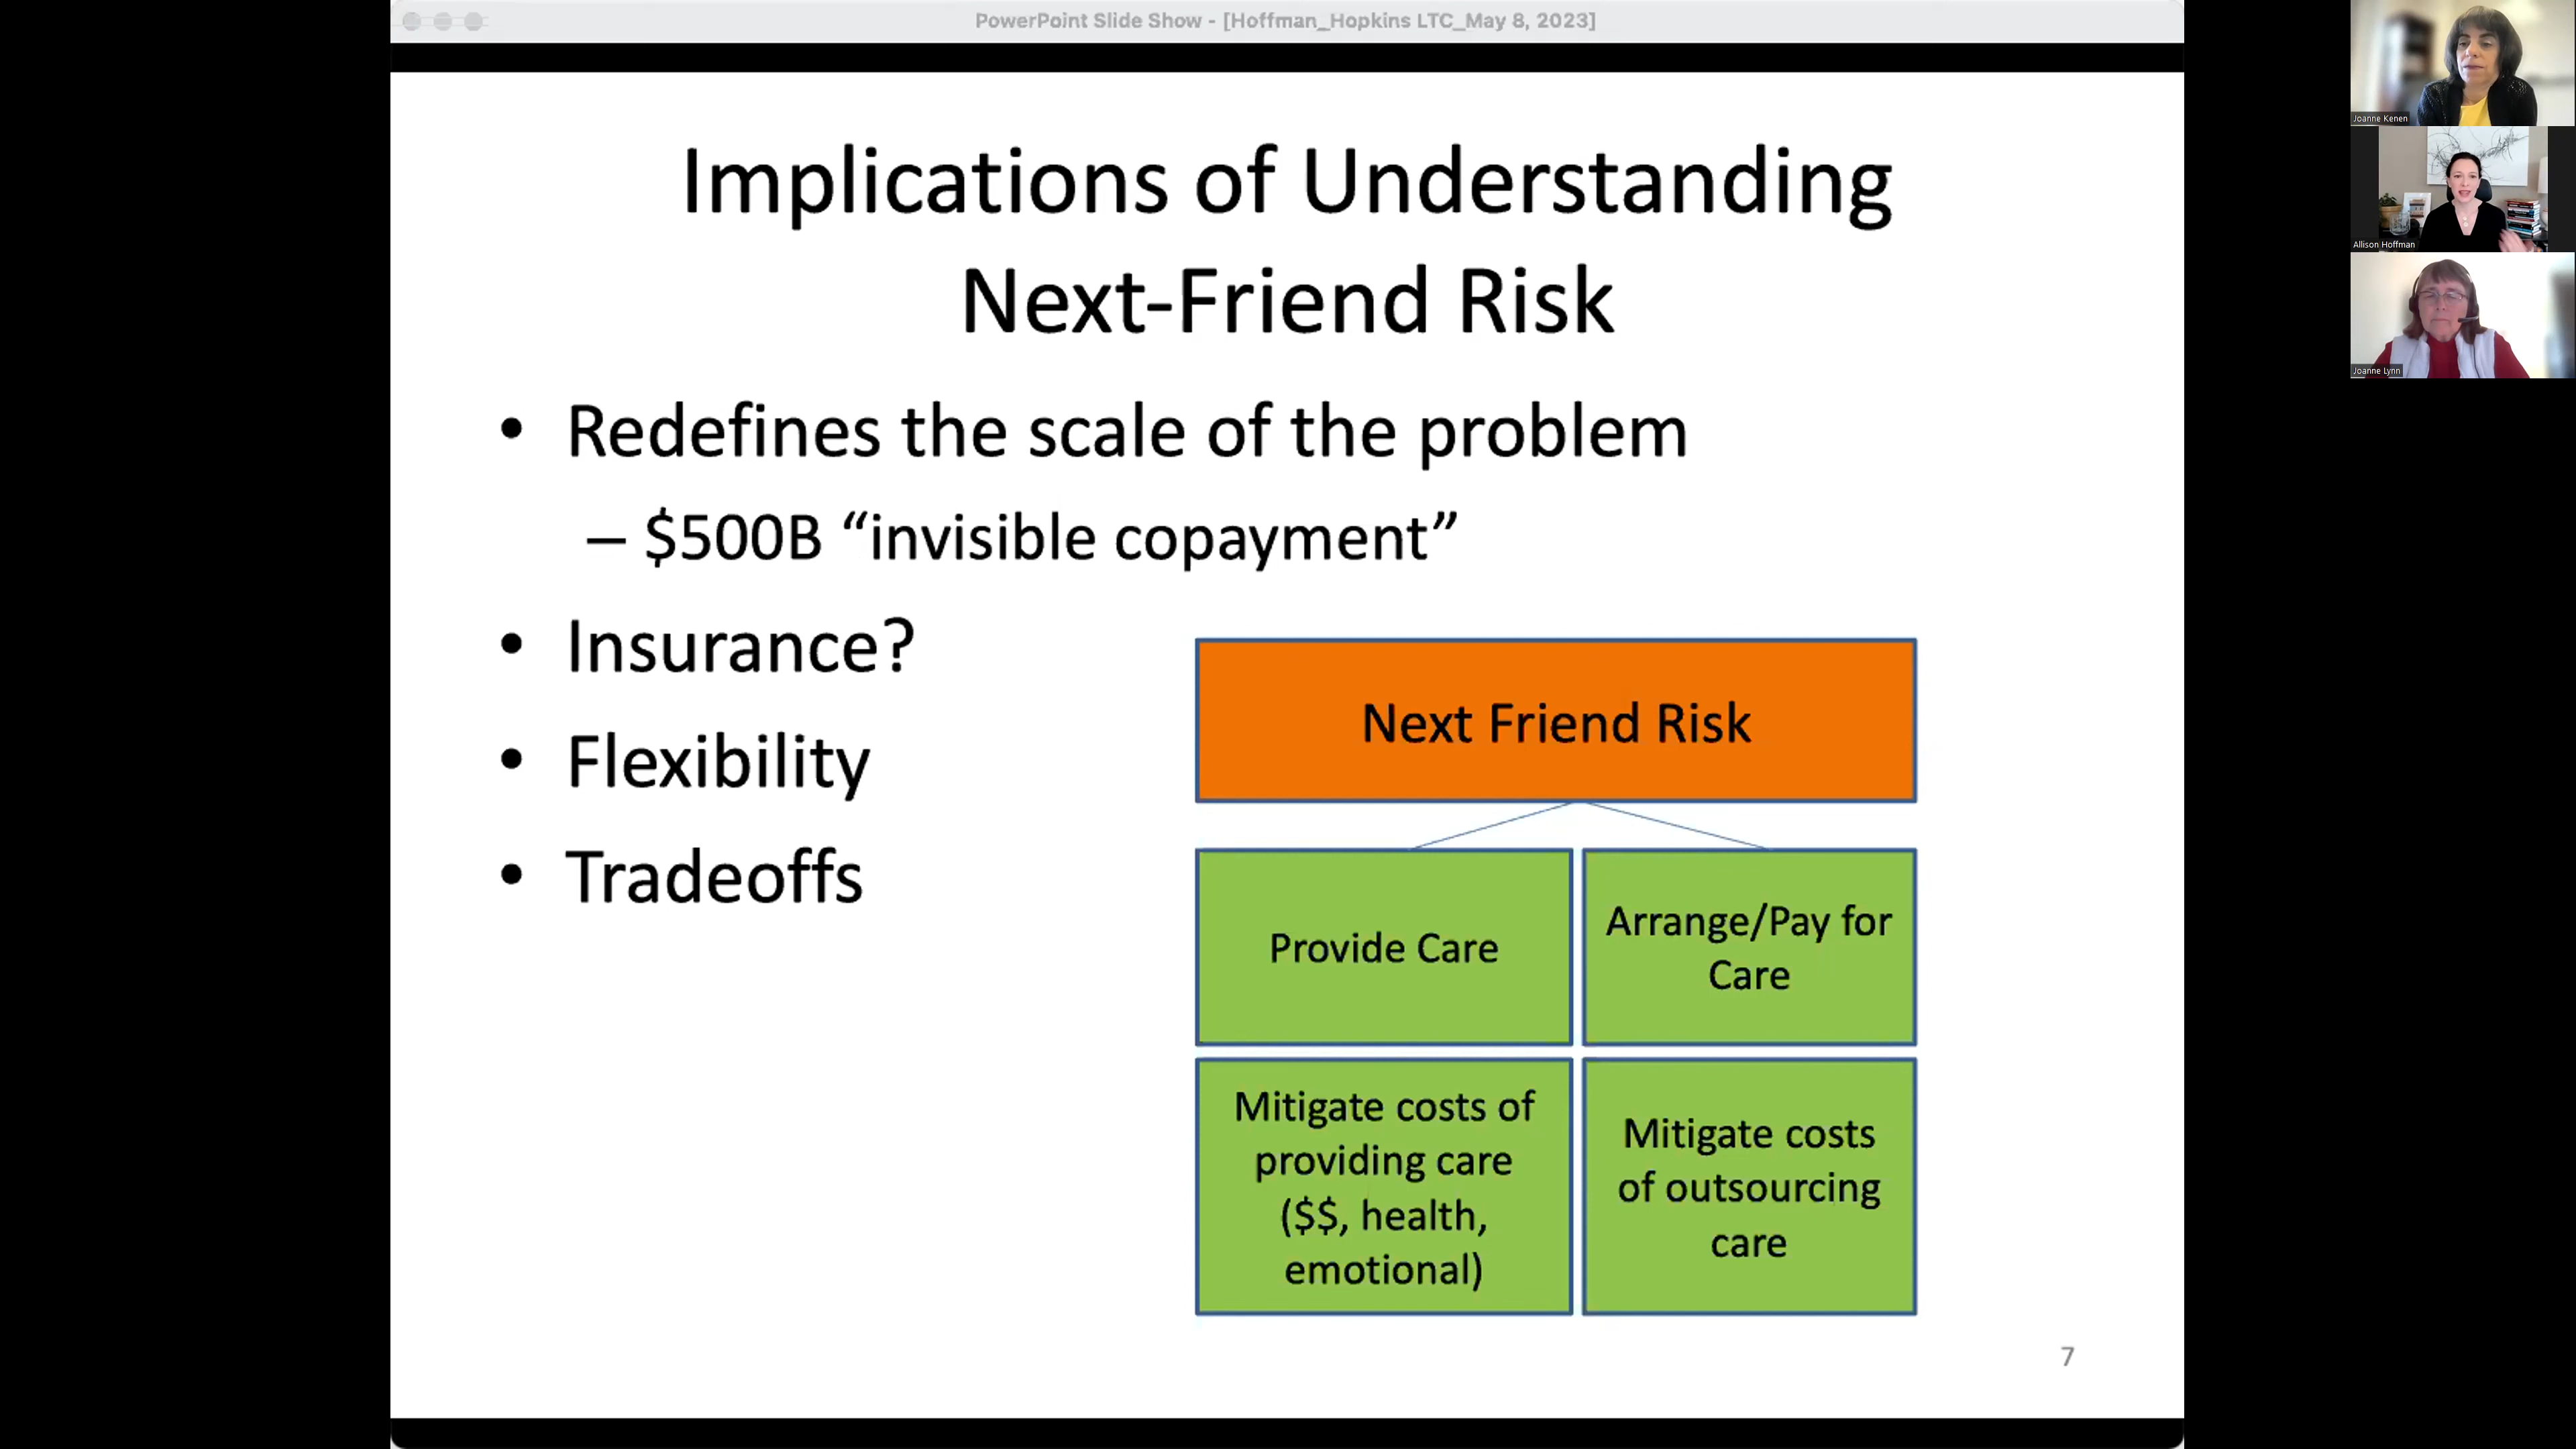 PowerPoint Slide Show - [Hoffman_Hopkins LTC_May 8, 2023]
Implications of Understanding
Next-Friend Risk
• Redefines the scale of the problem
– $500B “invisible copayment”
• Insurance?
• Flexibility
• Tradeoffs
Next Friend Risk
Provide Care
Arrange/Pay for
Care
Mitigate costs of
providing care
($$, health,
emotional)
Mitigate costs
of outsourcing
care
7
Joanne Kenen
Allison Hoffman
Joanne Lynn